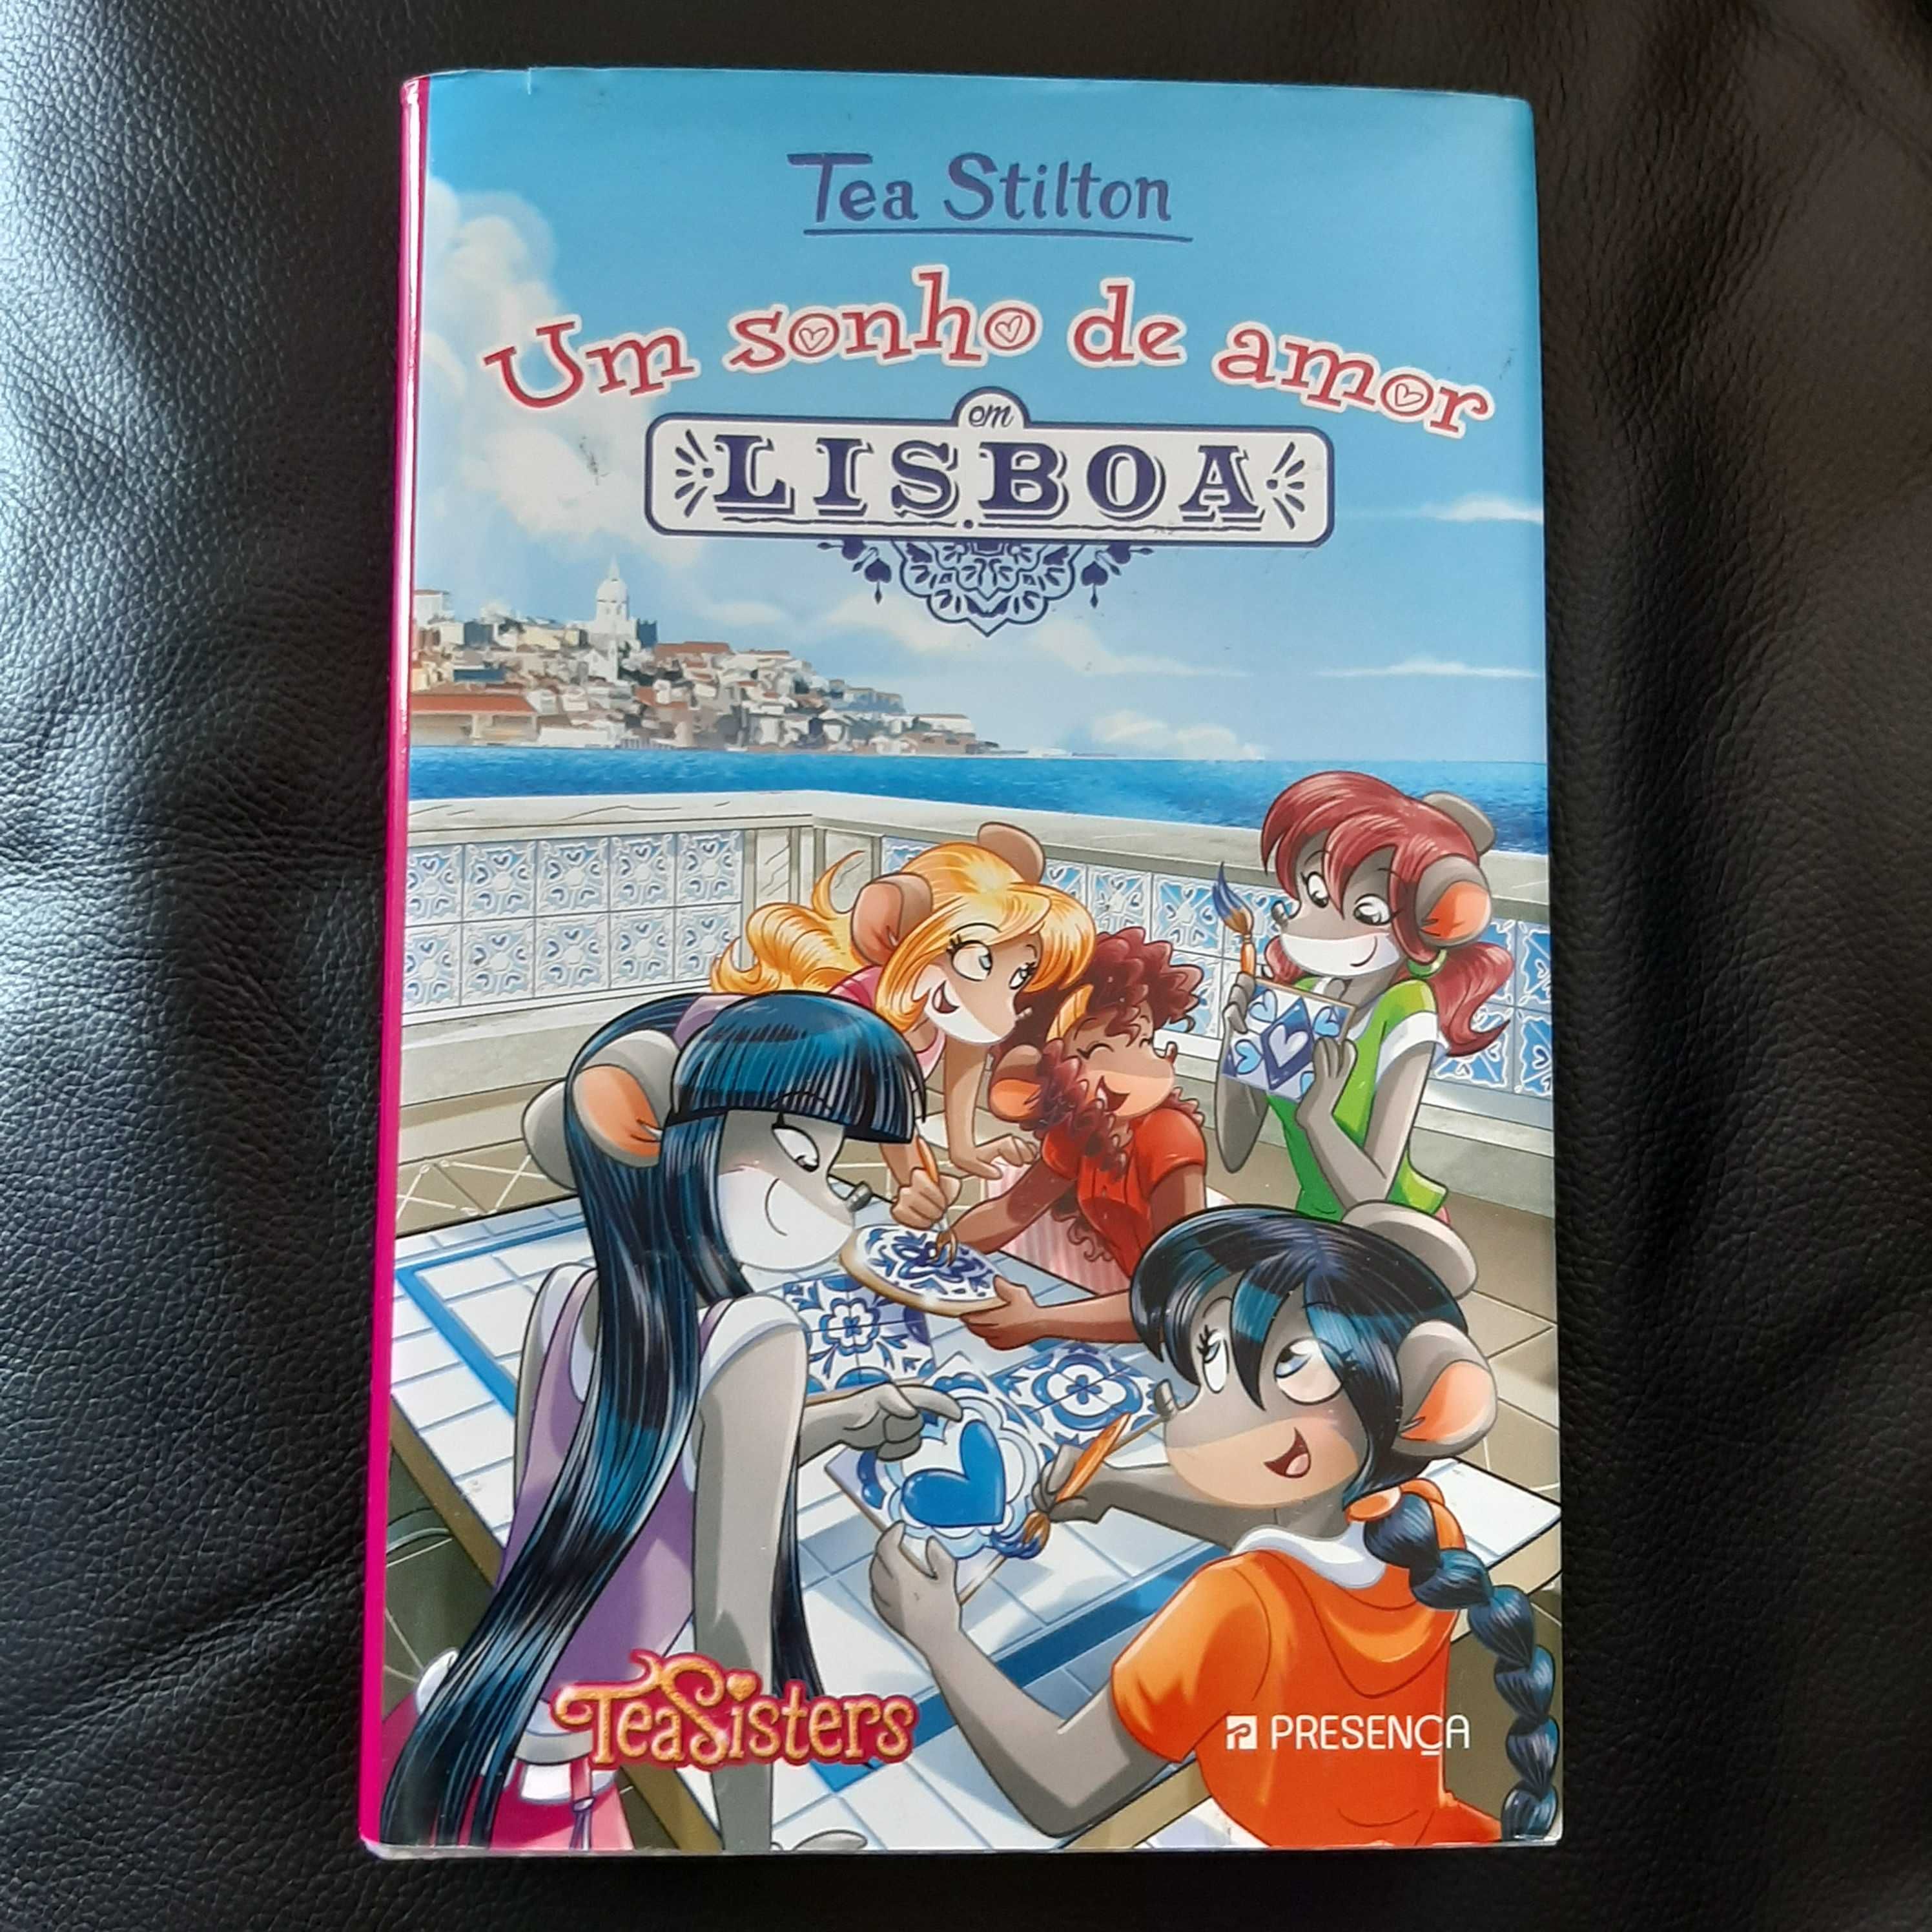 Tea Stilton
Um sonho de amor
em
LISBOA
TeaSisters
PRESENÇA